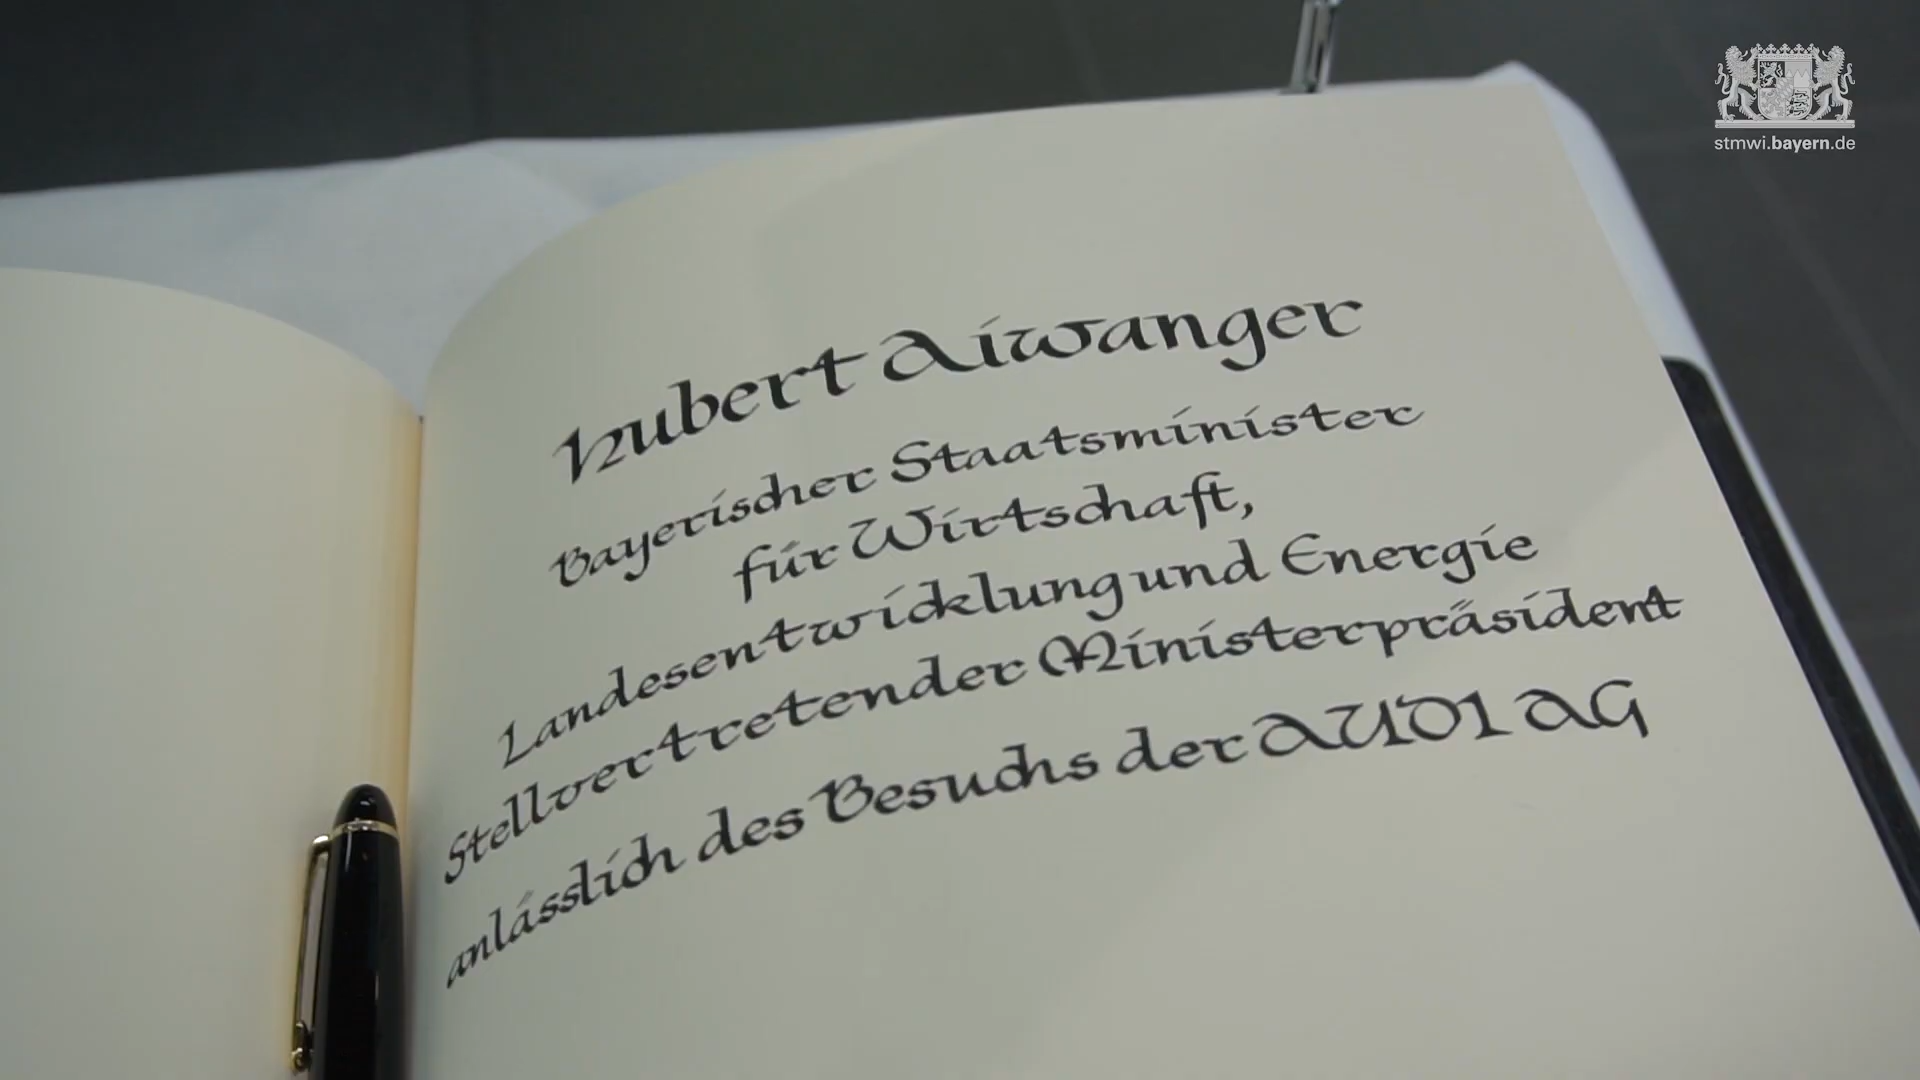 stmwi.bayern.de
Hubert Aiwanger
Bayerischer Staatsminister
für Wirtschaft,
Landesentwicklung und Energie
Stellvertretender Ministerpräsident
anlässlich des Besuchs der AUDI AG